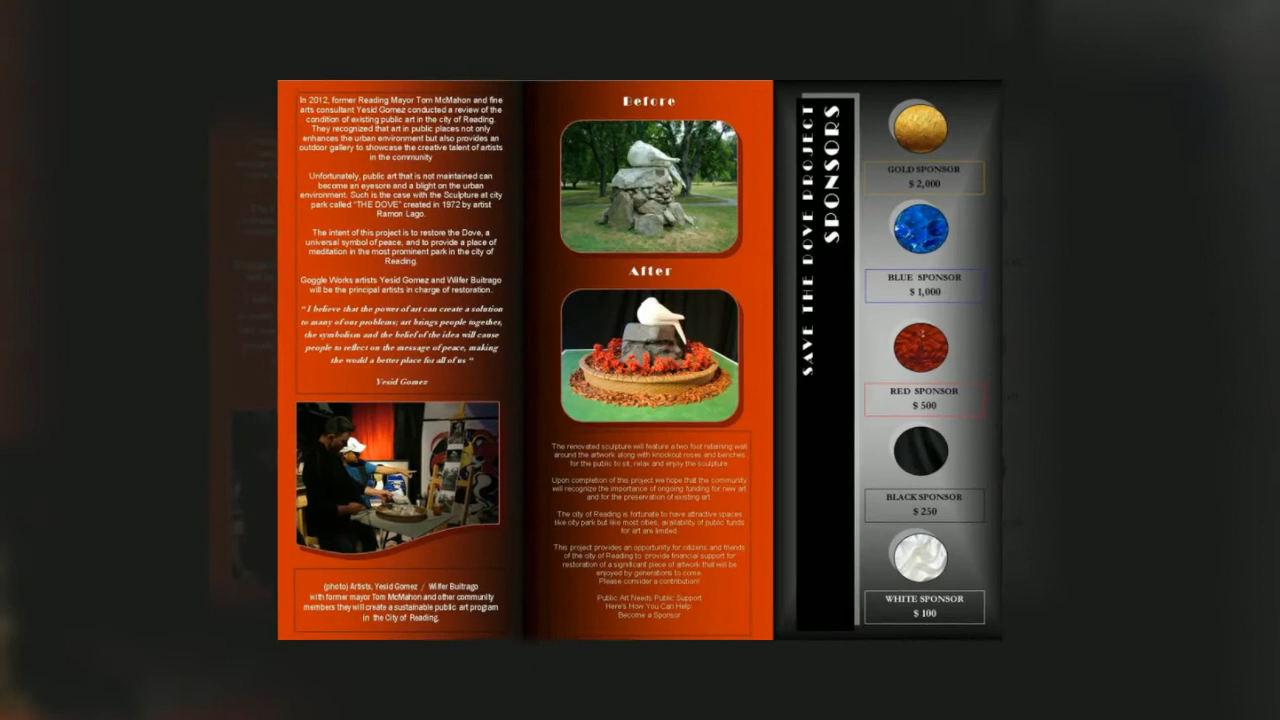 In 2012, former Reading Mayor Tom McMahon and fine
arts consultant Yesid Gomez conducted a review of the
condition of existing public art in the city of Reading.
They recognized that art in public places not only
enhances the urban environment but also provides an
outdoor gallery to showcase the creative talent of artists
in the community
Unfortunately, public art that is not maintained can
become an eyesore and a blight on the urban
environment. Such is the case with the Sculpture at city
park called "THE DOVE" created in 1972 by artist
Ramon Lago.
The intent of this project is to restore the Dove, a
universal symbol of peace, and to provide a place of
meditation in the most prominent park in the city of
Reading.
Goggle Works artists Yesid Gomez and Wilfer Buitrago
will be the principal artists in charge of restoration.
" I believe that the power of art can create a solution
to many of our problems; art brings people together,
the symbolism and the belief of the idea will cause
people to reflect on the message of peace, making
the world a better place for all of us "
Yesid Gomez
(photo) Artists, Yesid Gomez / Wilfer Buitrago
with former mayor Tom McMahon and other community
members they will create a sustainable public art program
in the City of Reading.
Before
After
The renovated sculpture will feature a two foot retaining wall
around the artwork along with knockout roses and benches
for the public to sit, relax and enjoy the sculpture
Upon completion of this project we hope that the community
will recognize the importance of ongoing funding for new art
and for the preservation of existing art
The city of Reading is fortunate to have attractive spaces
like city park but like most cities, availability of public funds
for art are limited
This project provides an opportunity for citizens and friends
of the city of Reading to provide financial support for
restoration of a significant piece of artwork that will be
enjoyed by generations to come
Please consider a contribution!
Public Art Needs Public Support
Here's How You Can Help:
Become a Sponsor
SAVE THE DOVE PROJECT
SPONSORS
GOLD SPONSOR
$ 2,000
BLUE SPONSOR
$ 1,000
RED SPONSOR
$ 500
BLACK SPONSOR
$ 250
WHITE SPONSOR
$ 100